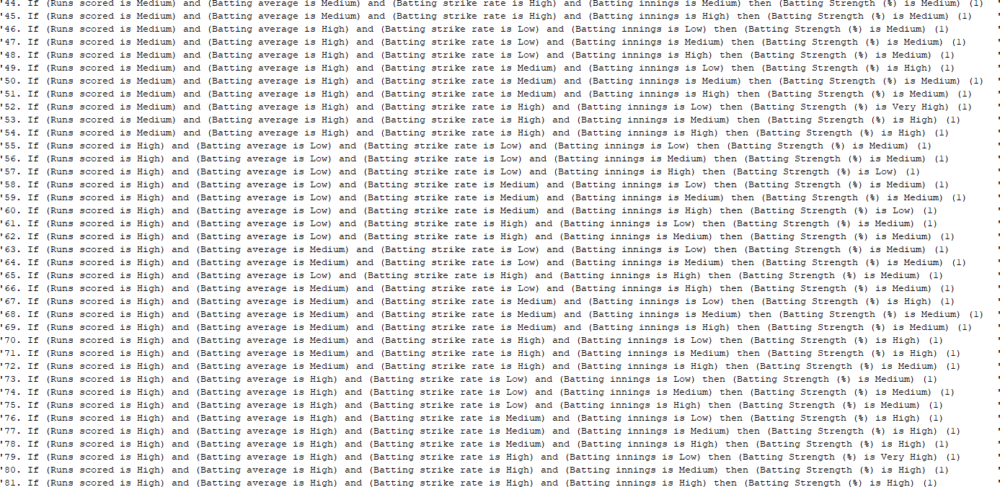 '44. If (Runs scored is Medium) and (Batting average is Medium) and (Batting strike rate is High) and (Batting innings is Medium) then (Batting Strength (%) is Medium) (1) '
'45. If (Runs scored is Medium) and (Batting average is Medium) and (Batting strike rate is High) and (Batting innings is High) then (Batting Strength (%) is Medium) (1) '
'46. If (Runs scored is Medium) and (Batting average is High) and (Batting strike rate is Low) and (Batting innings is Low) then (Batting Strength (%) is Medium) (1) '
'47. If (Runs scored is Medium) and (Batting average is High) and (Batting strike rate is Low) and (Batting innings is Medium) then (Batting Strength (%) is Medium) (1) '
'48. If (Runs scored is Medium) and (Batting average is High) and (Batting strike rate is Low) and (Batting innings is High) then (Batting Strength (%) is Medium) (1) '
'49. If (Runs scored is Medium) and (Batting average is High) and (Batting strike rate is Medium) and (Batting innings is Low) then (Batting Strength (%) is High) (1) '
'50. If (Runs scored is Medium) and (Batting average is High) and (Batting strike rate is Medium) and (Batting innings is Medium) then (Batting Strength (%) is Medium) (1) '
'51. If (Runs scored is Medium) and (Batting average is High) and (Batting strike rate is Medium) and (Batting innings is High) then (Batting Strength (%) is Medium) (1) '
'52. If (Runs scored is Medium) and (Batting average is High) and (Batting strike rate is High) and (Batting innings is Low) then (Batting Strength (%) is Very High) (1) '
'53. If (Runs scored is Medium) and (Batting average is High) and (Batting strike rate is High) and (Batting innings is Medium) then (Batting Strength (%) is High) (1) '
'54. If (Runs scored is Medium) and (Batting average is High) and (Batting strike rate is High) and (Batting innings is High) then (Batting Strength (%) is High) (1) '
'55. If (Runs scored is High) and (Batting average is Low) and (Batting strike rate is Low) and (Batting innings is Low) then (Batting Strength (%) is Medium) (1) '
'56. If (Runs scored is High) and (Batting average is Low) and (Batting strike rate is Low) and (Batting innings is Medium) then (Batting Strength (%) is Medium) (1) '
'57. If (Runs scored is High) and (Batting average is Low) and (Batting strike rate is Low) and (Batting innings is High) then (Batting Strength (%) is Low) (1) '
'58. If (Runs scored is High) and (Batting average is Low) and (Batting strike rate is Medium) and (Batting innings is Low) then (Batting Strength (%) is Medium) (1) '
'59. If (Runs scored is High) and (Batting average is Low) and (Batting strike rate is Medium) and (Batting innings is Medium) then (Batting Strength (%) is Medium) (1) '
'60. If (Runs scored is High) and (Batting average is Low) and (Batting strike rate is Medium) and (Batting innings is High) then (Batting Strength (%) is Low) (1) '
'61. If (Runs scored is High) and (Batting average is Low) and (Batting strike rate is High) and (Batting innings is Low) then (Batting Strength (%) is Medium) (1) '
'62. If (Runs scored is High) and (Batting average is Low) and (Batting strike rate is High) and (Batting innings is Medium) then (Batting Strength (%) is Medium) (1) '
'63. If (Runs scored is High) and (Batting average is Medium) and (Batting strike rate is Low) and (Batting innings is Low) then (Batting Strength (%) is Medium) (1) '
'64. If (Runs scored is High) and (Batting average is Medium) and (Batting strike rate is Low) and (Batting innings is Medium) then (Batting Strength (%) is Medium) (1) '
'65. If (Runs scored is High) and (Batting average is Low) and (Batting strike rate is High) and (Batting innings is High) then (Batting Strength (%) is Medium) (1) '
'66. If (Runs scored is High) and (Batting average is Medium) and (Batting strike rate is Low) and (Batting innings is High) then (Batting Strength (%) is Medium) (1) '
'67. If (Runs scored is High) and (Batting average is Medium) and (Batting strike rate is Medium) and (Batting innings is Low) then (Batting Strength (%) is High) (1) '
'68. If (Runs scored is High) and (Batting average is Medium) and (Batting strike rate is Medium) and (Batting innings is Medium) then (Batting Strength (%) is Medium) (1) '
'69. If (Runs scored is High) and (Batting average is Medium) and (Batting strike rate is Medium) and (Batting innings is High) then (Batting Strength (%) is Medium) (1) '
'70. If (Runs scored is High) and (Batting average is Medium) and (Batting strike rate is High) and (Batting innings is Low) then (Batting Strength (%) is High) (1) '
'71. If (Runs scored is High) and (Batting average is Medium) and (Batting strike rate is High) and (Batting innings is Medium) then (Batting Strength (%) is High) (1) '
'72. If (Runs scored is High) and (Batting average is Medium) and (Batting strike rate is High) and (Batting innings is High) then (Batting Strength (%) is Medium) (1) '
'73. If (Runs scored is High) and (Batting average is High) and (Batting strike rate is Low) and (Batting innings is Low) then (Batting Strength (%) is Medium) (1) '
'74. If (Runs scored is High) and (Batting average is High) and (Batting strike rate is Low) and (Batting innings is Medium) then (Batting Strength (%) is Medium) (1) '
'75. If (Runs scored is High) and (Batting average is High) and (Batting strike rate is Low) and (Batting innings is High) then (Batting Strength (%) is Medium) (1) '
'76. If (Runs scored is High) and (Batting average is High) and (Batting strike rate is Medium) and (Batting innings is Low) then (Batting Strength (%) is High) (1) '
'77. If (Runs scored is High) and (Batting average is High) and (Batting strike rate is Medium) and (Batting innings is Medium) then (Batting Strength (%) is High) (1) '
'78. If (Runs scored is High) and (Batting average is High) and (Batting strike rate is Medium) and (Batting innings is High) then (Batting Strength (%) is High) (1) '
'79. If (Runs scored is High) and (Batting average is High) and (Batting strike rate is High) and (Batting innings is Low) then (Batting Strength (%) is Very High) (1) '
'80. If (Runs scored is High) and (Batting average is High) and (Batting strike rate is High) and (Batting innings is Medium) then (Batting Strength (%) is High) (1) '
'81. If (Runs scored is High) and (Batting average is High) and (Batting strike rate is High) and (Batting innings is High) then (Batting Strength (%) is High) (1) '